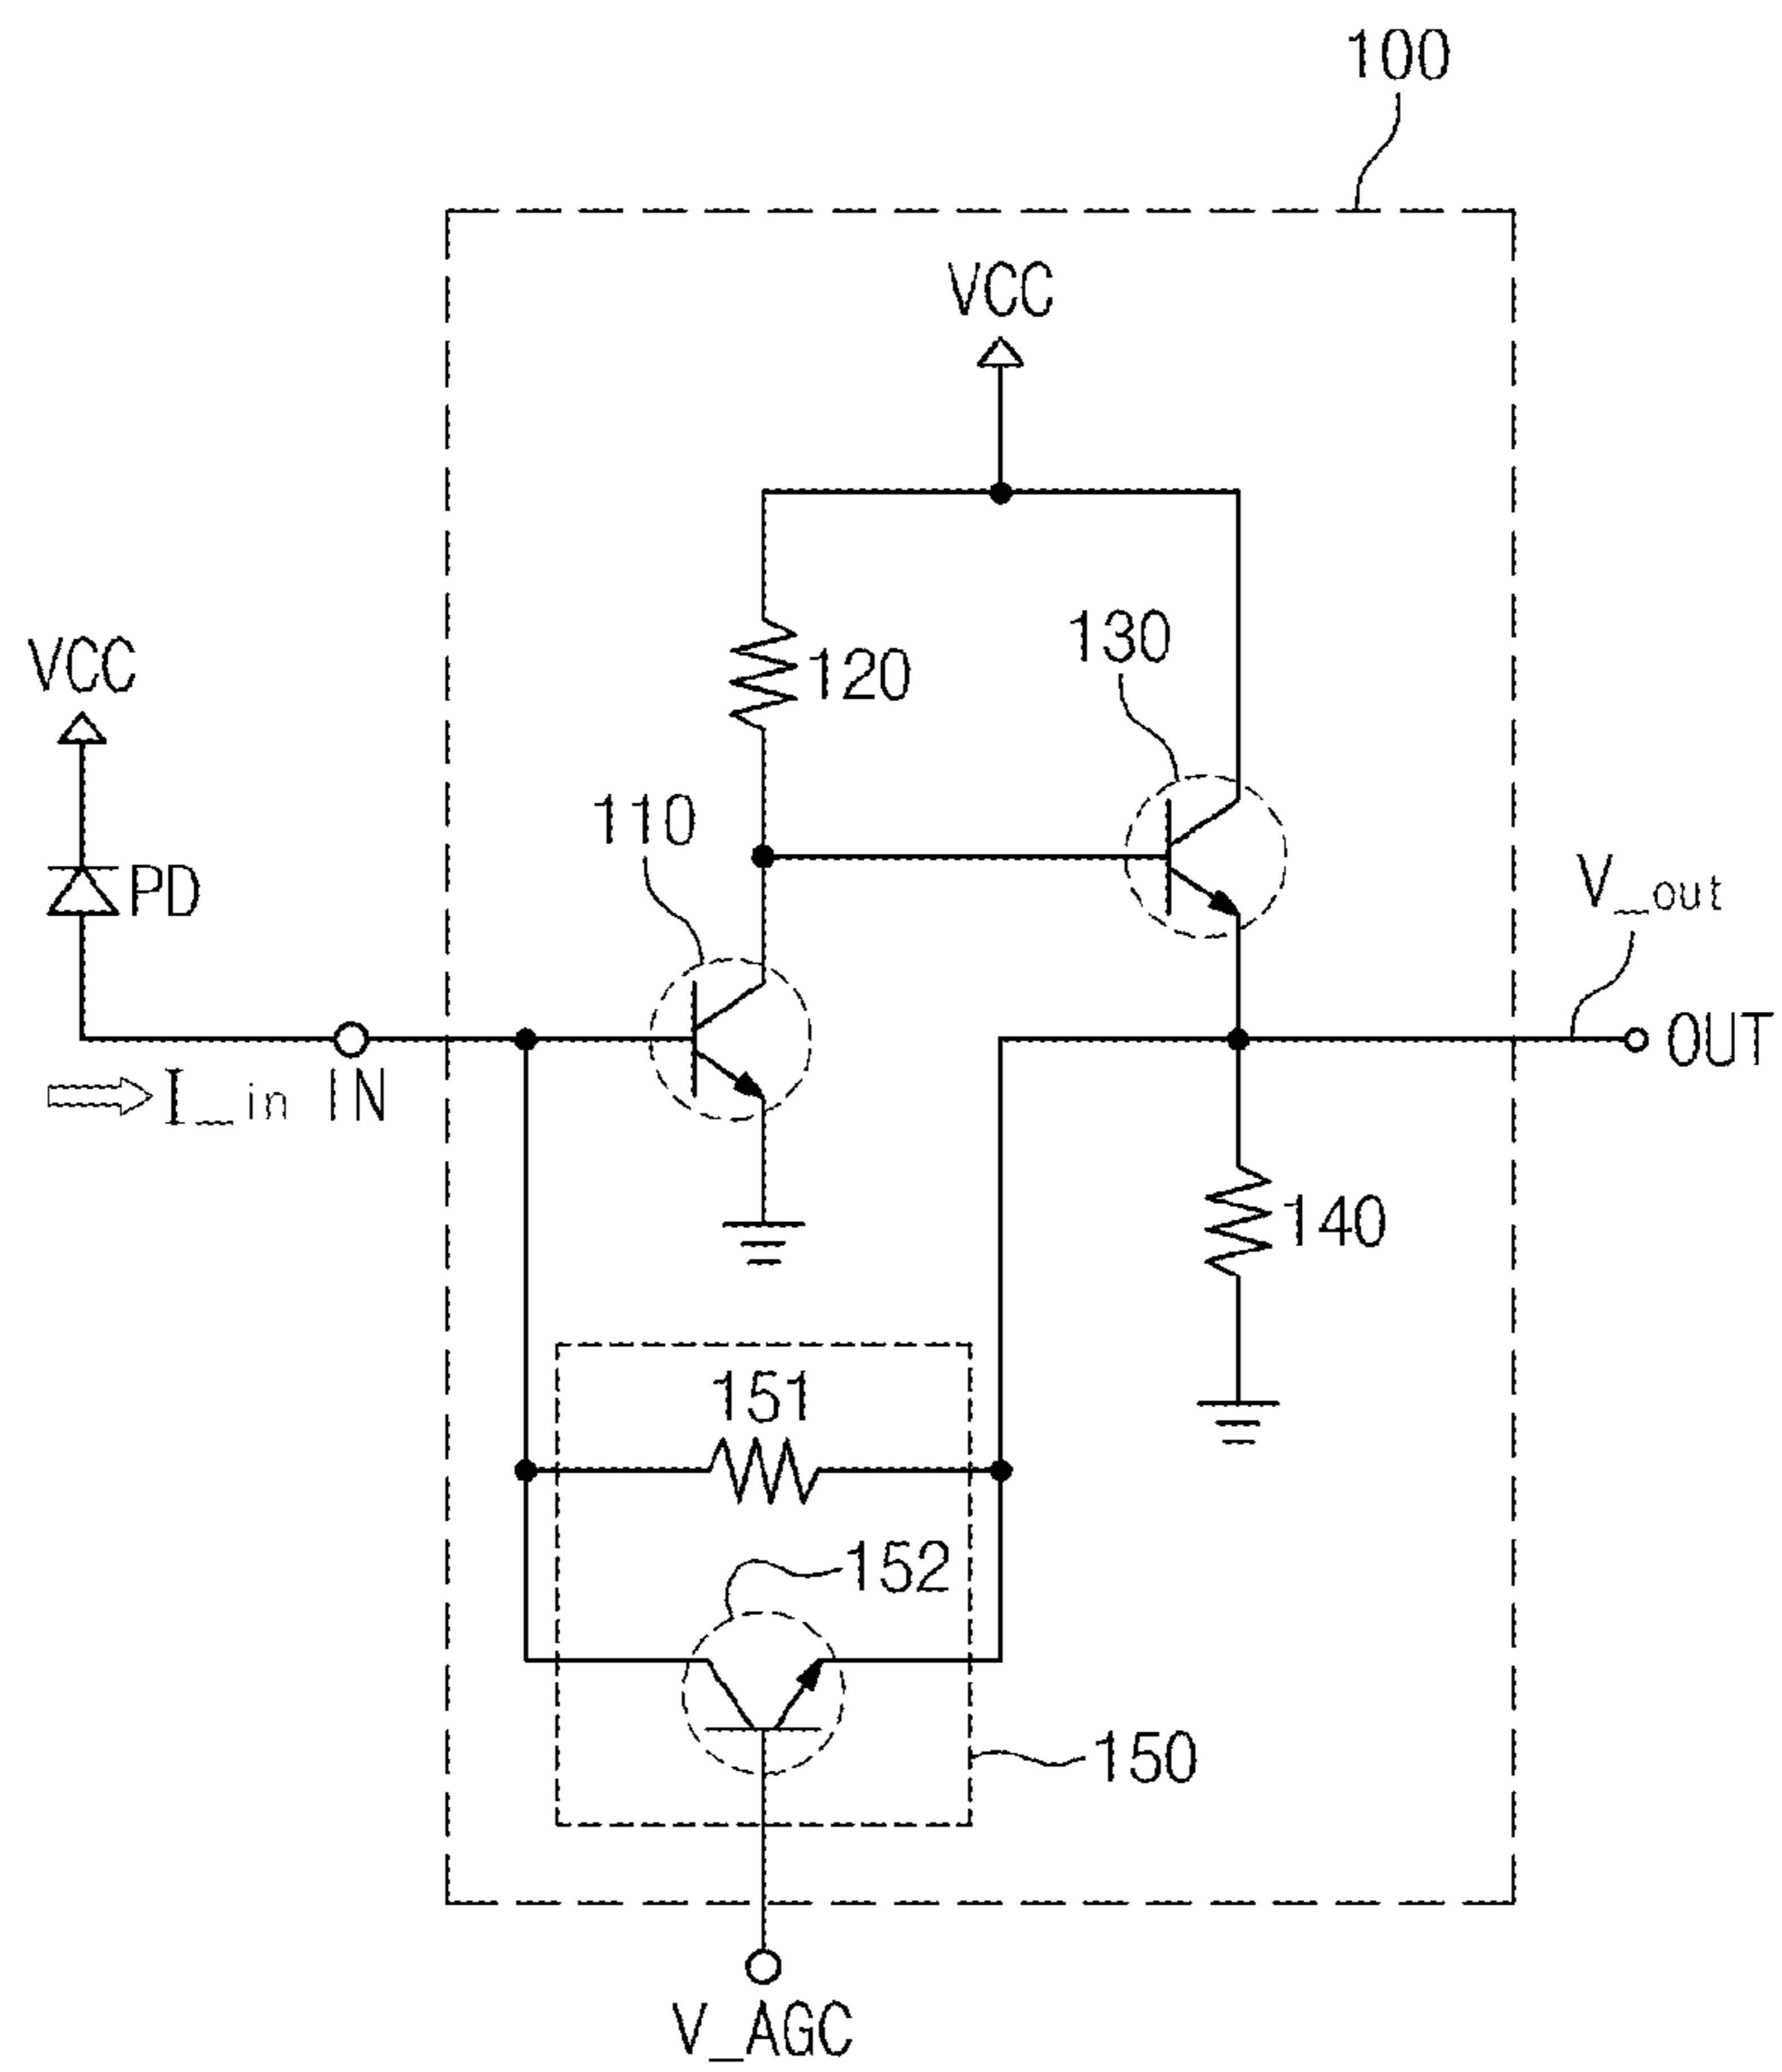 100
VCC
130
VCC
120
110
PD
V_out
OUT
I_in IN
140
151
152
150
V_AGC